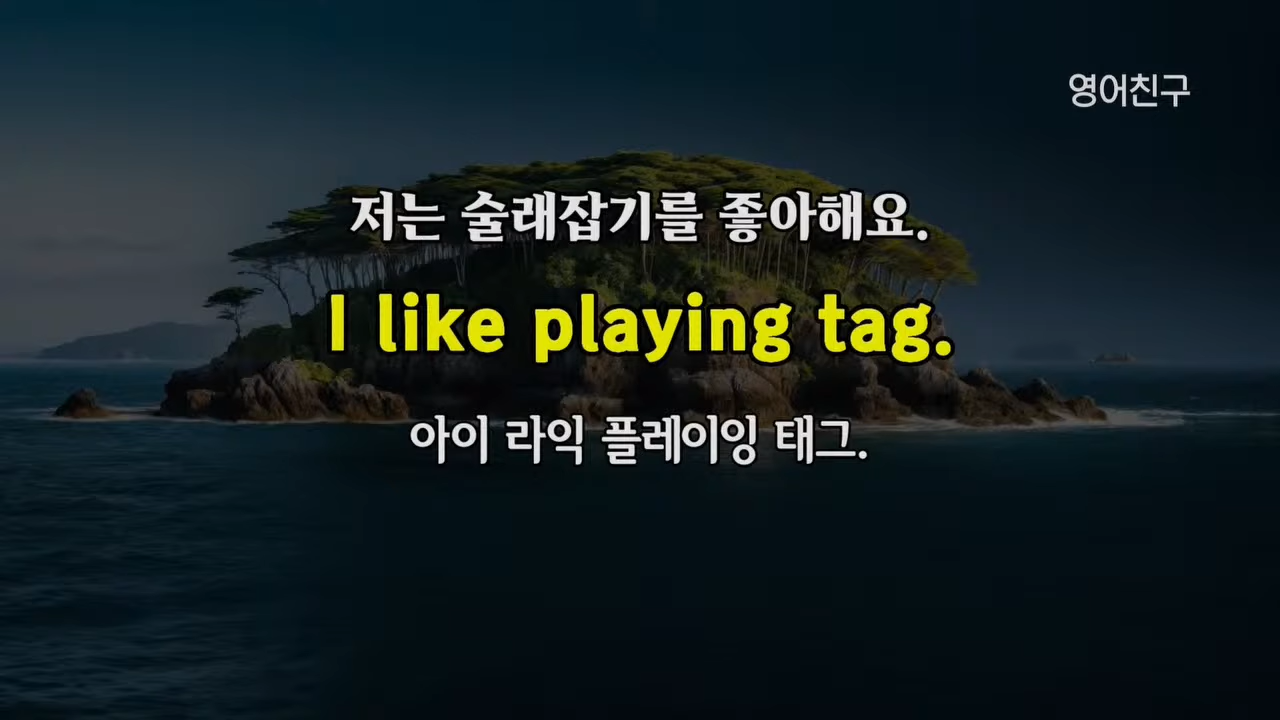 영어친구
저는 술래잡기를 좋아해요.
I like playing tag.
아이 라익 플레이잉 태그.